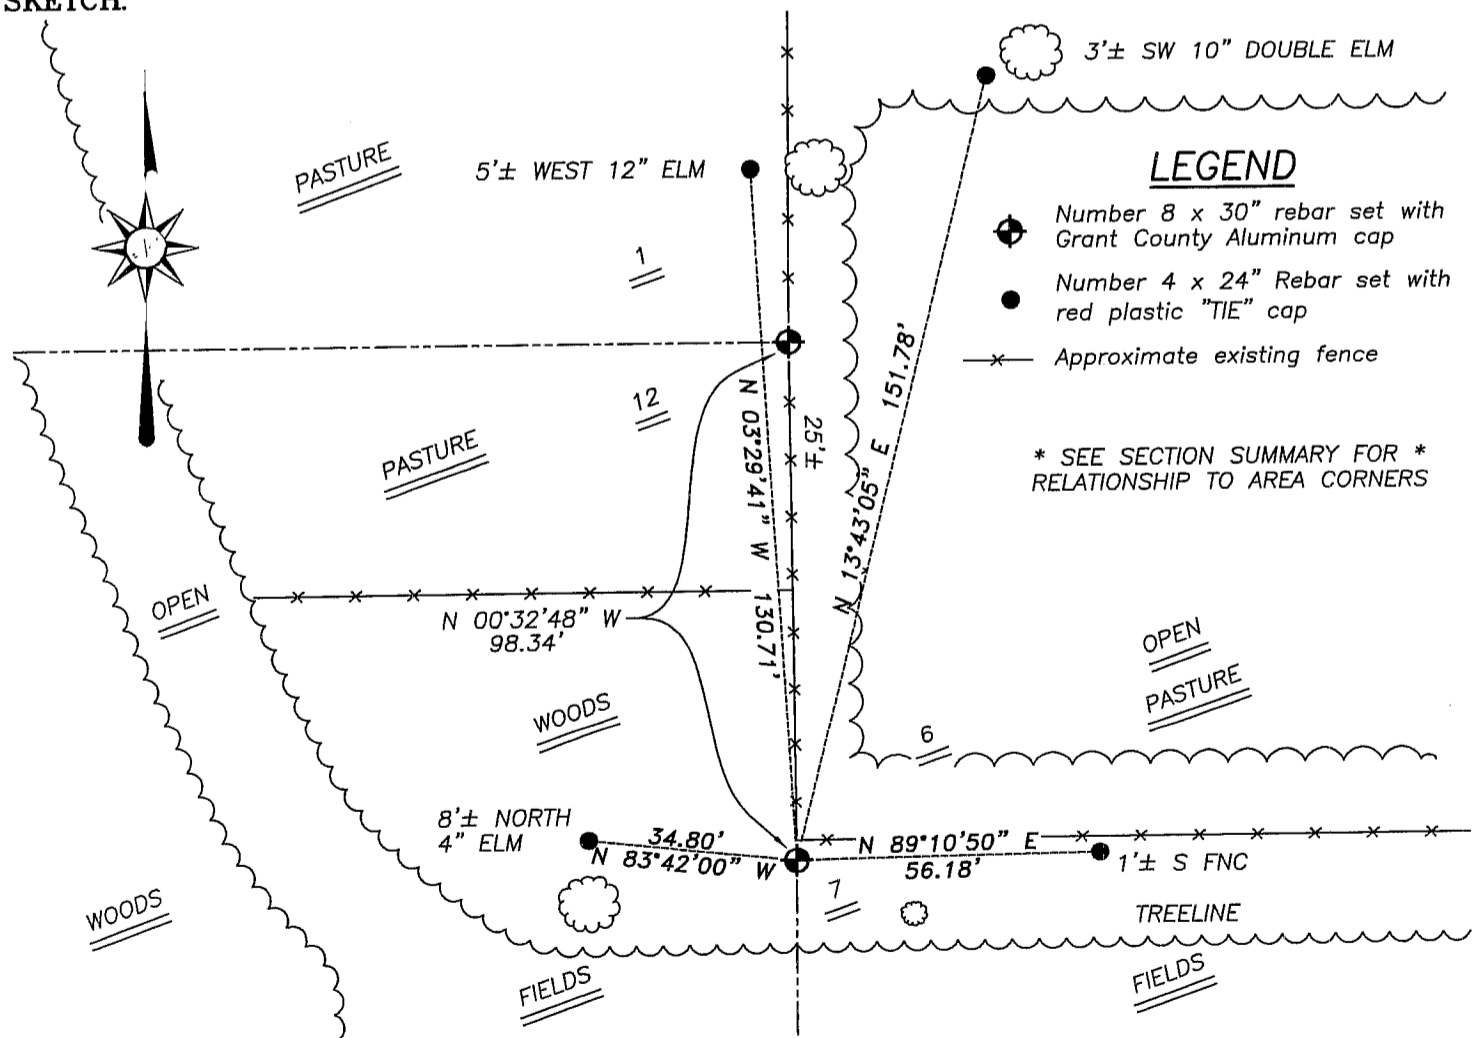 SKETCH:
3'± SW 10" DOUBLE ELM
PASTURE
5'± WEST 12" ELM
LEGEND
Number 8 x 30" rebar set with
Grant County Aluminum cap
Number 4 x 24" Rebar set with
red plastic "TIE" cap
Approximate existing fence
1
12
PASTURE
N 03°29'41" W 130.71'
25'±
N 13°43'05" E 151.78'
* SEE SECTION SUMMARY FOR *
RELATIONSHIP TO AREA CORNERS
OPEN
N 00°32'48" W
98.34'
WOODS
OPEN
PASTURE
6
8'± NORTH
4" ELM
34.80'
N 83°42'00" W
N 89°10'50" E
56.18'
1'± S FNC
7
TREELINE
WOODS
FIELDS
FIELDS